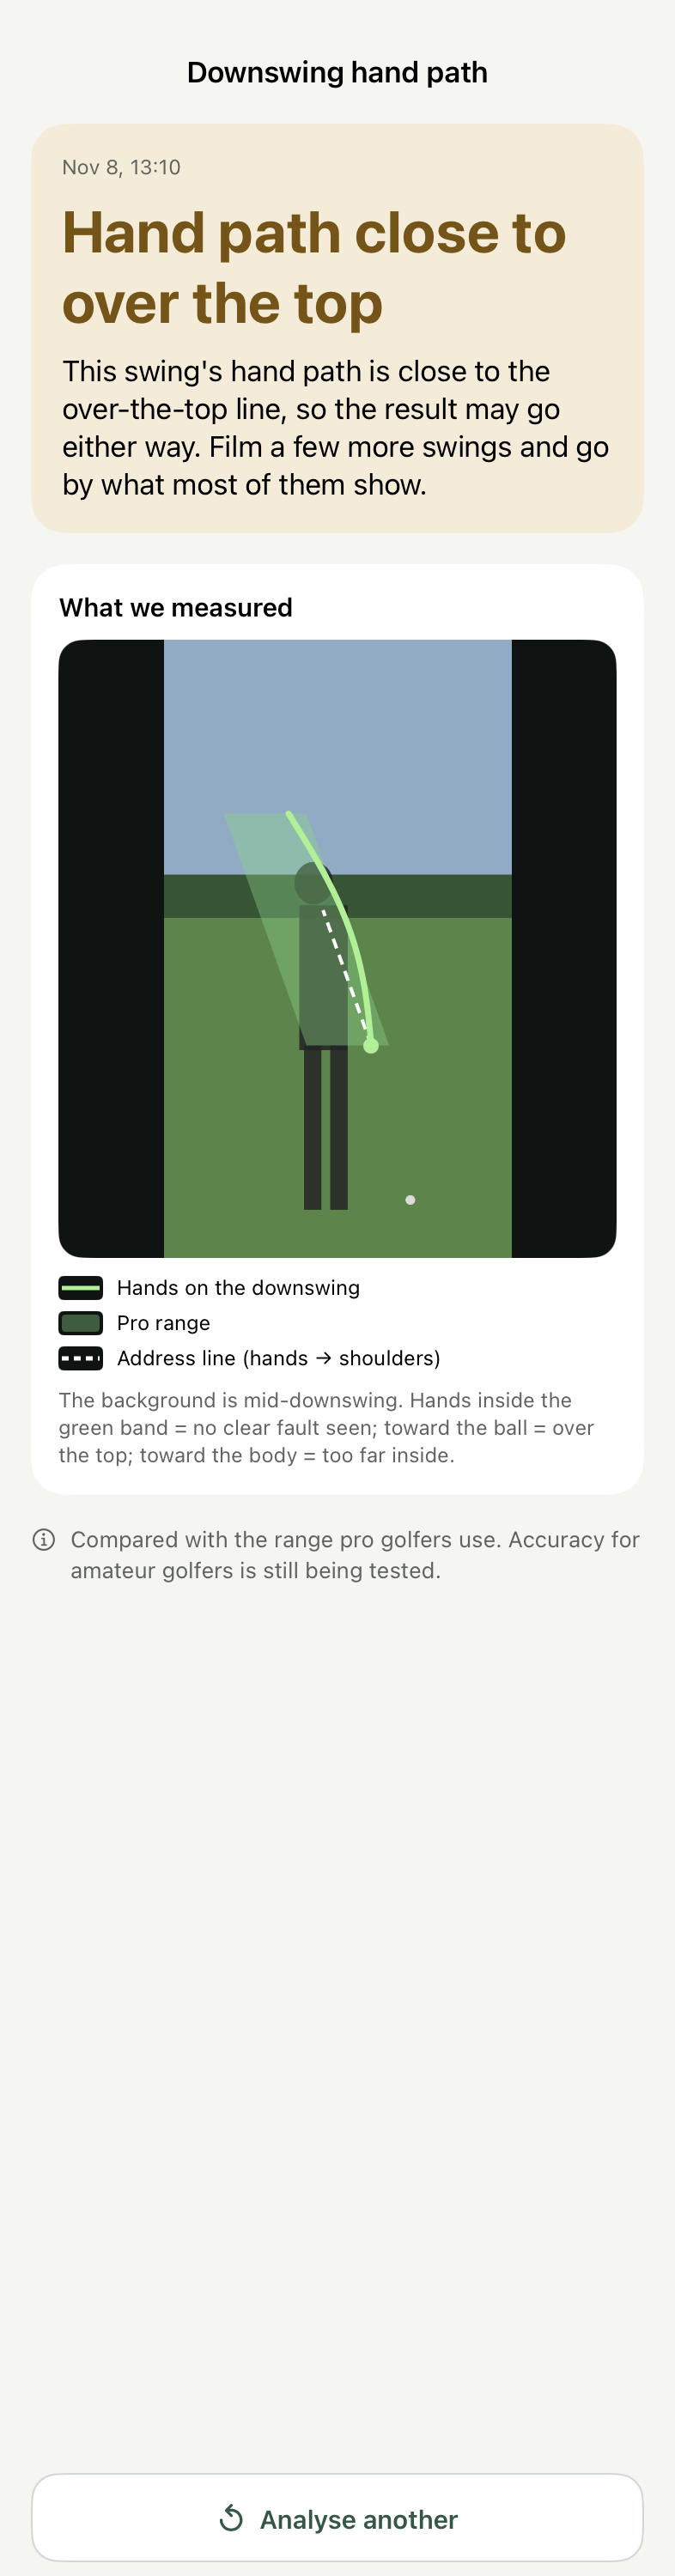 Downswing hand path
Nov 8, 13:10
Hand path close to
over the top
This swing's hand path is close to the
over-the-top line, so the result may go
either way. Film a few more swings and go
by what most of them show.
What we measured
Hands on the downswing
Pro range
Address line (hands → shoulders)
The background is mid-downswing. Hands inside the
green band = no clear fault seen; toward the ball = over
the top; toward the body = too far inside.
Compared with the range pro golfers use. Accuracy for
amateur golfers is still being tested.
Analyse another